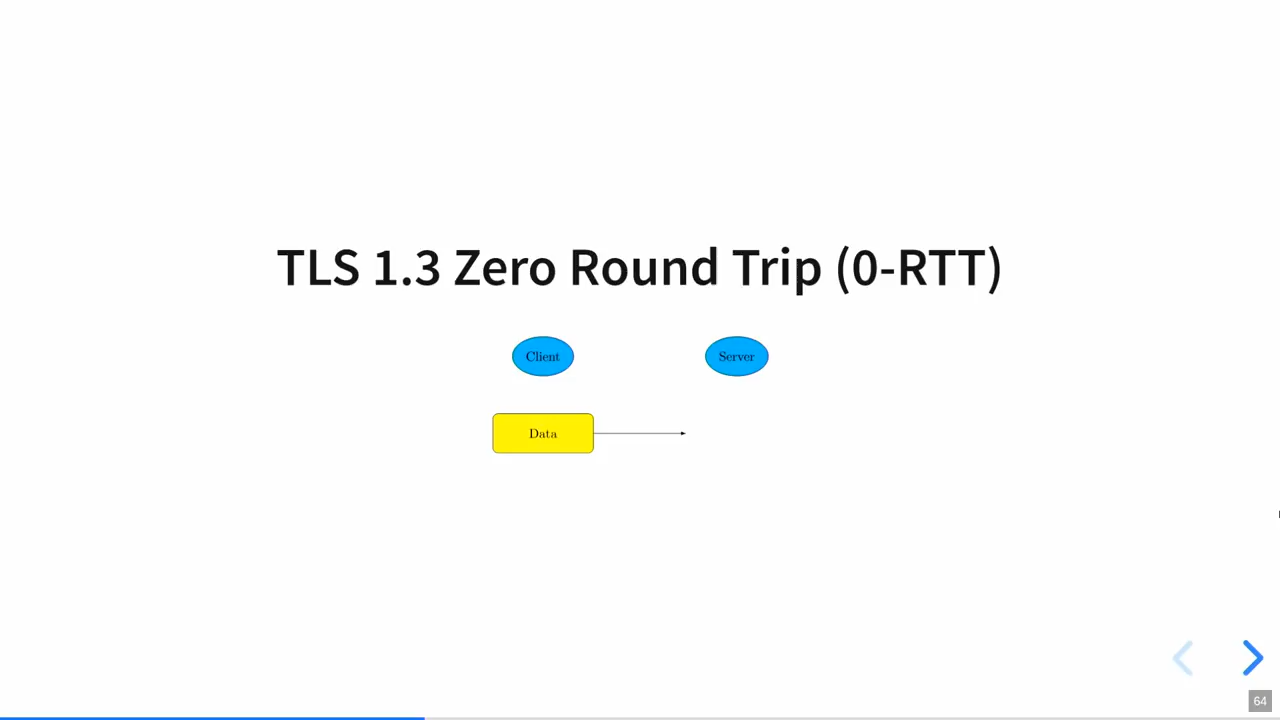 TLS 1.3 Zero Round Trip (0-RTT)
Client Server
Data
64